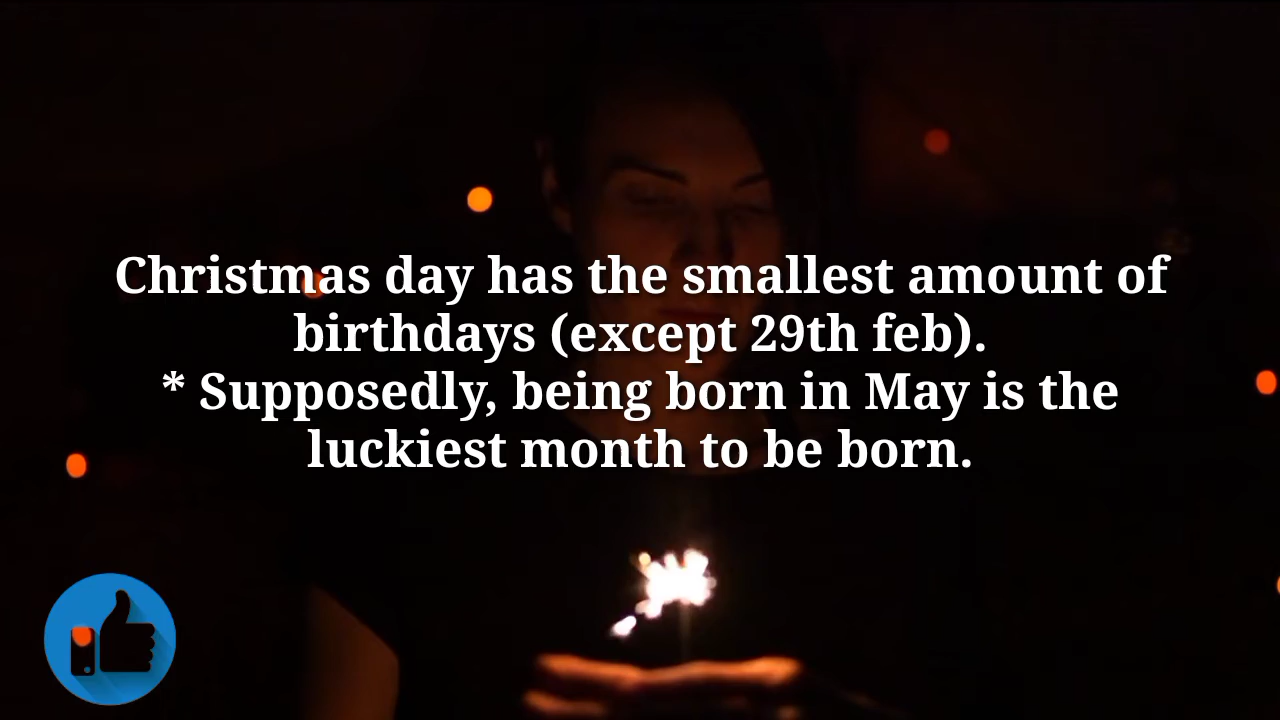 Christmas day has the smallest amount of
birthdays (except 29th feb).
* Supposedly, being born in May is the
luckiest month to be born.